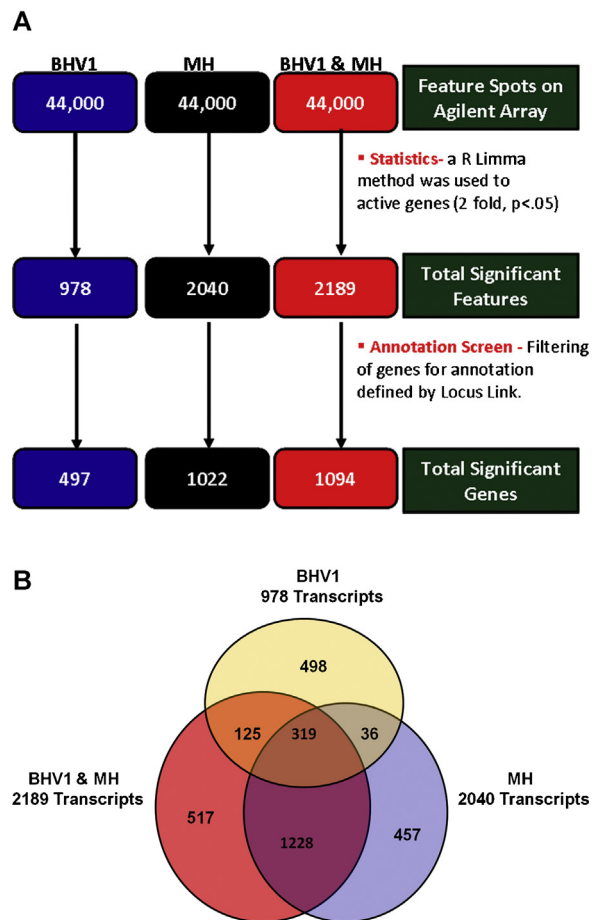 A
BHV1 MH BHV1 & MH
44,000 44,000 44,000 Feature Spots on
Agilent Array
▪ Statistics- a R Limma
method was used to
active genes (2 fold, p<.05)
978 2040 2189 Total Significant
Features
▪ Annotation Screen - Filtering
of genes for annotation
defined by Locus Link.
497 1022 1094 Total Significant
Genes
B
BHV1
978 Transcripts
498
125 319 36
BHV1 & MH
2189 Transcripts
MH
2040 Transcripts
517
1228
457